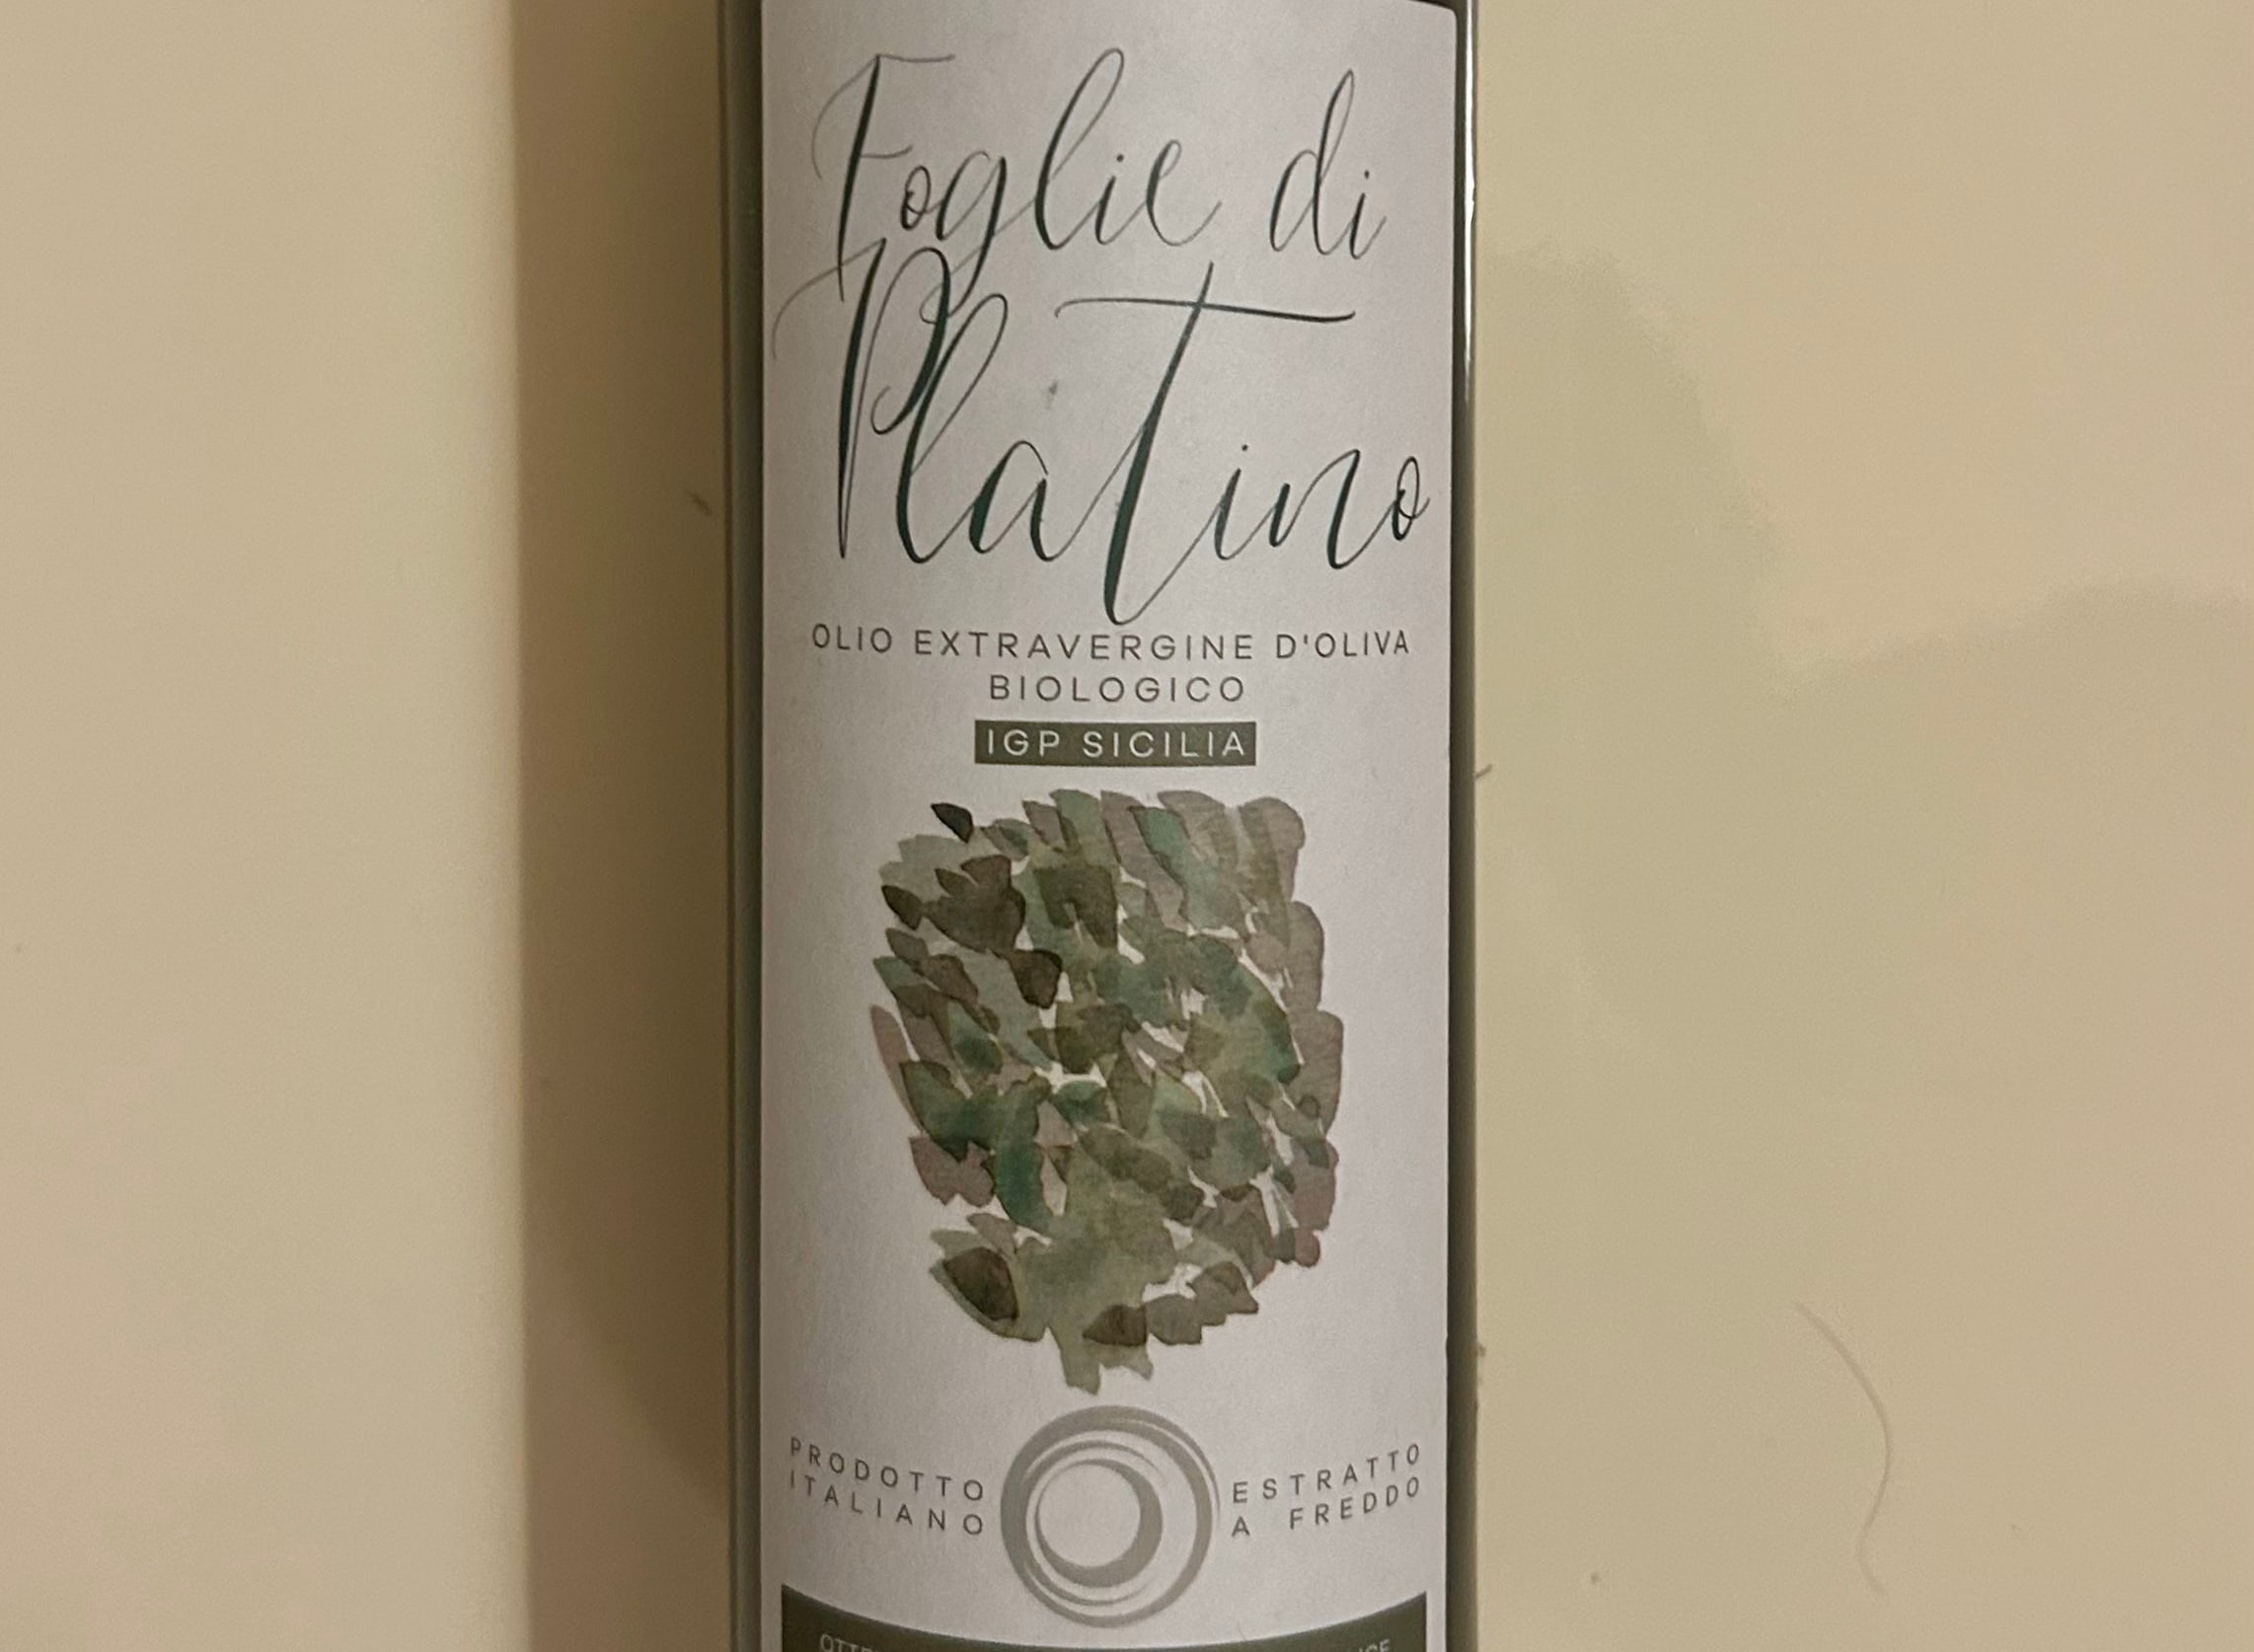 Foglie di
Platino
OLIO EXTRAVERGINE D'OLIVA
BIOLOGICO
IGP SICILIA
PRODOTTO
ITALIANO
ESTRATTO
A FREDDO